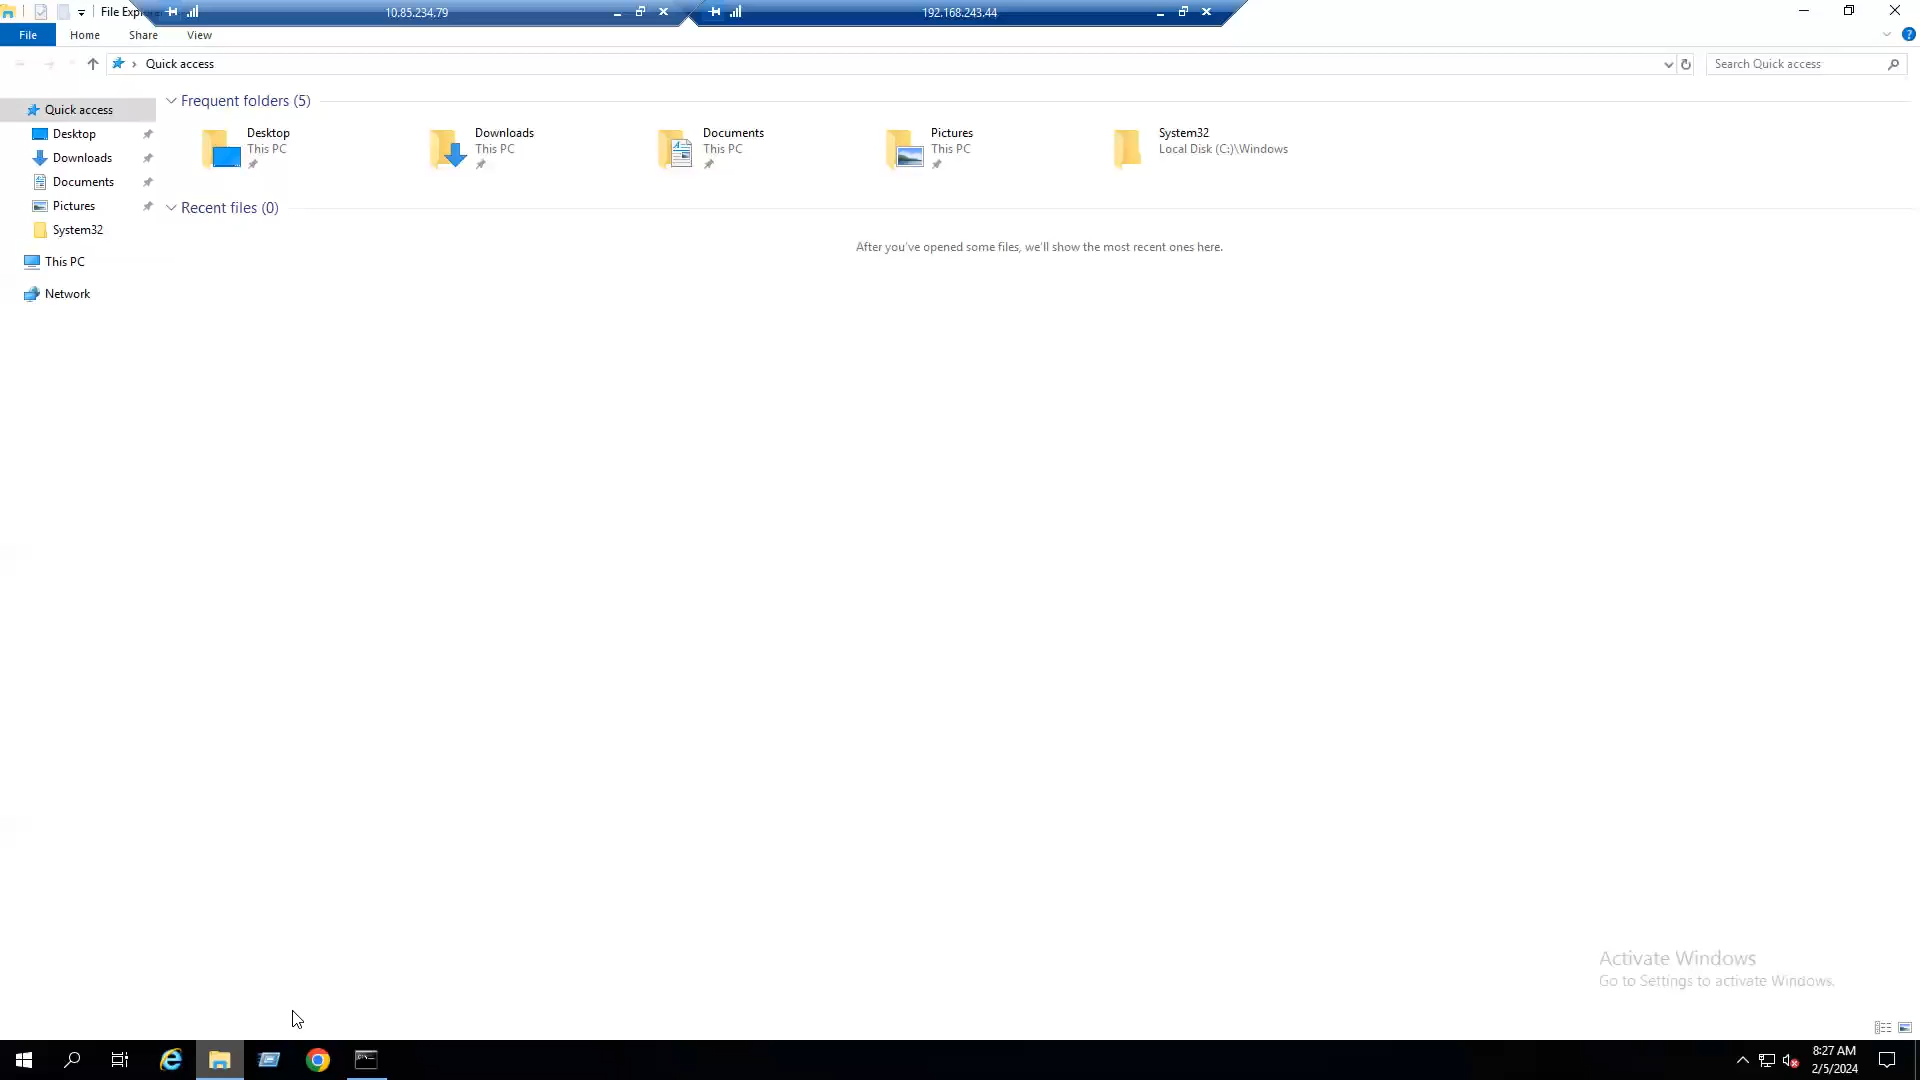 File Explorer
10.85.234.79
192.168.243.44
File Home Share View
Quick access
Search Quick access
Quick access
Desktop
Downloads
Documents
Pictures
System32
This PC
Network
Frequent folders (5)
Desktop
This PC
Downloads
This PC
Documents
This PC
Pictures
This PC
System32
Local Disk (C:)\Windows
Recent files (0)
After you've opened some files, we'll show the most recent ones here.
Activate Windows
Go to Settings to activate Windows.
8:27 AM
2/5/2024